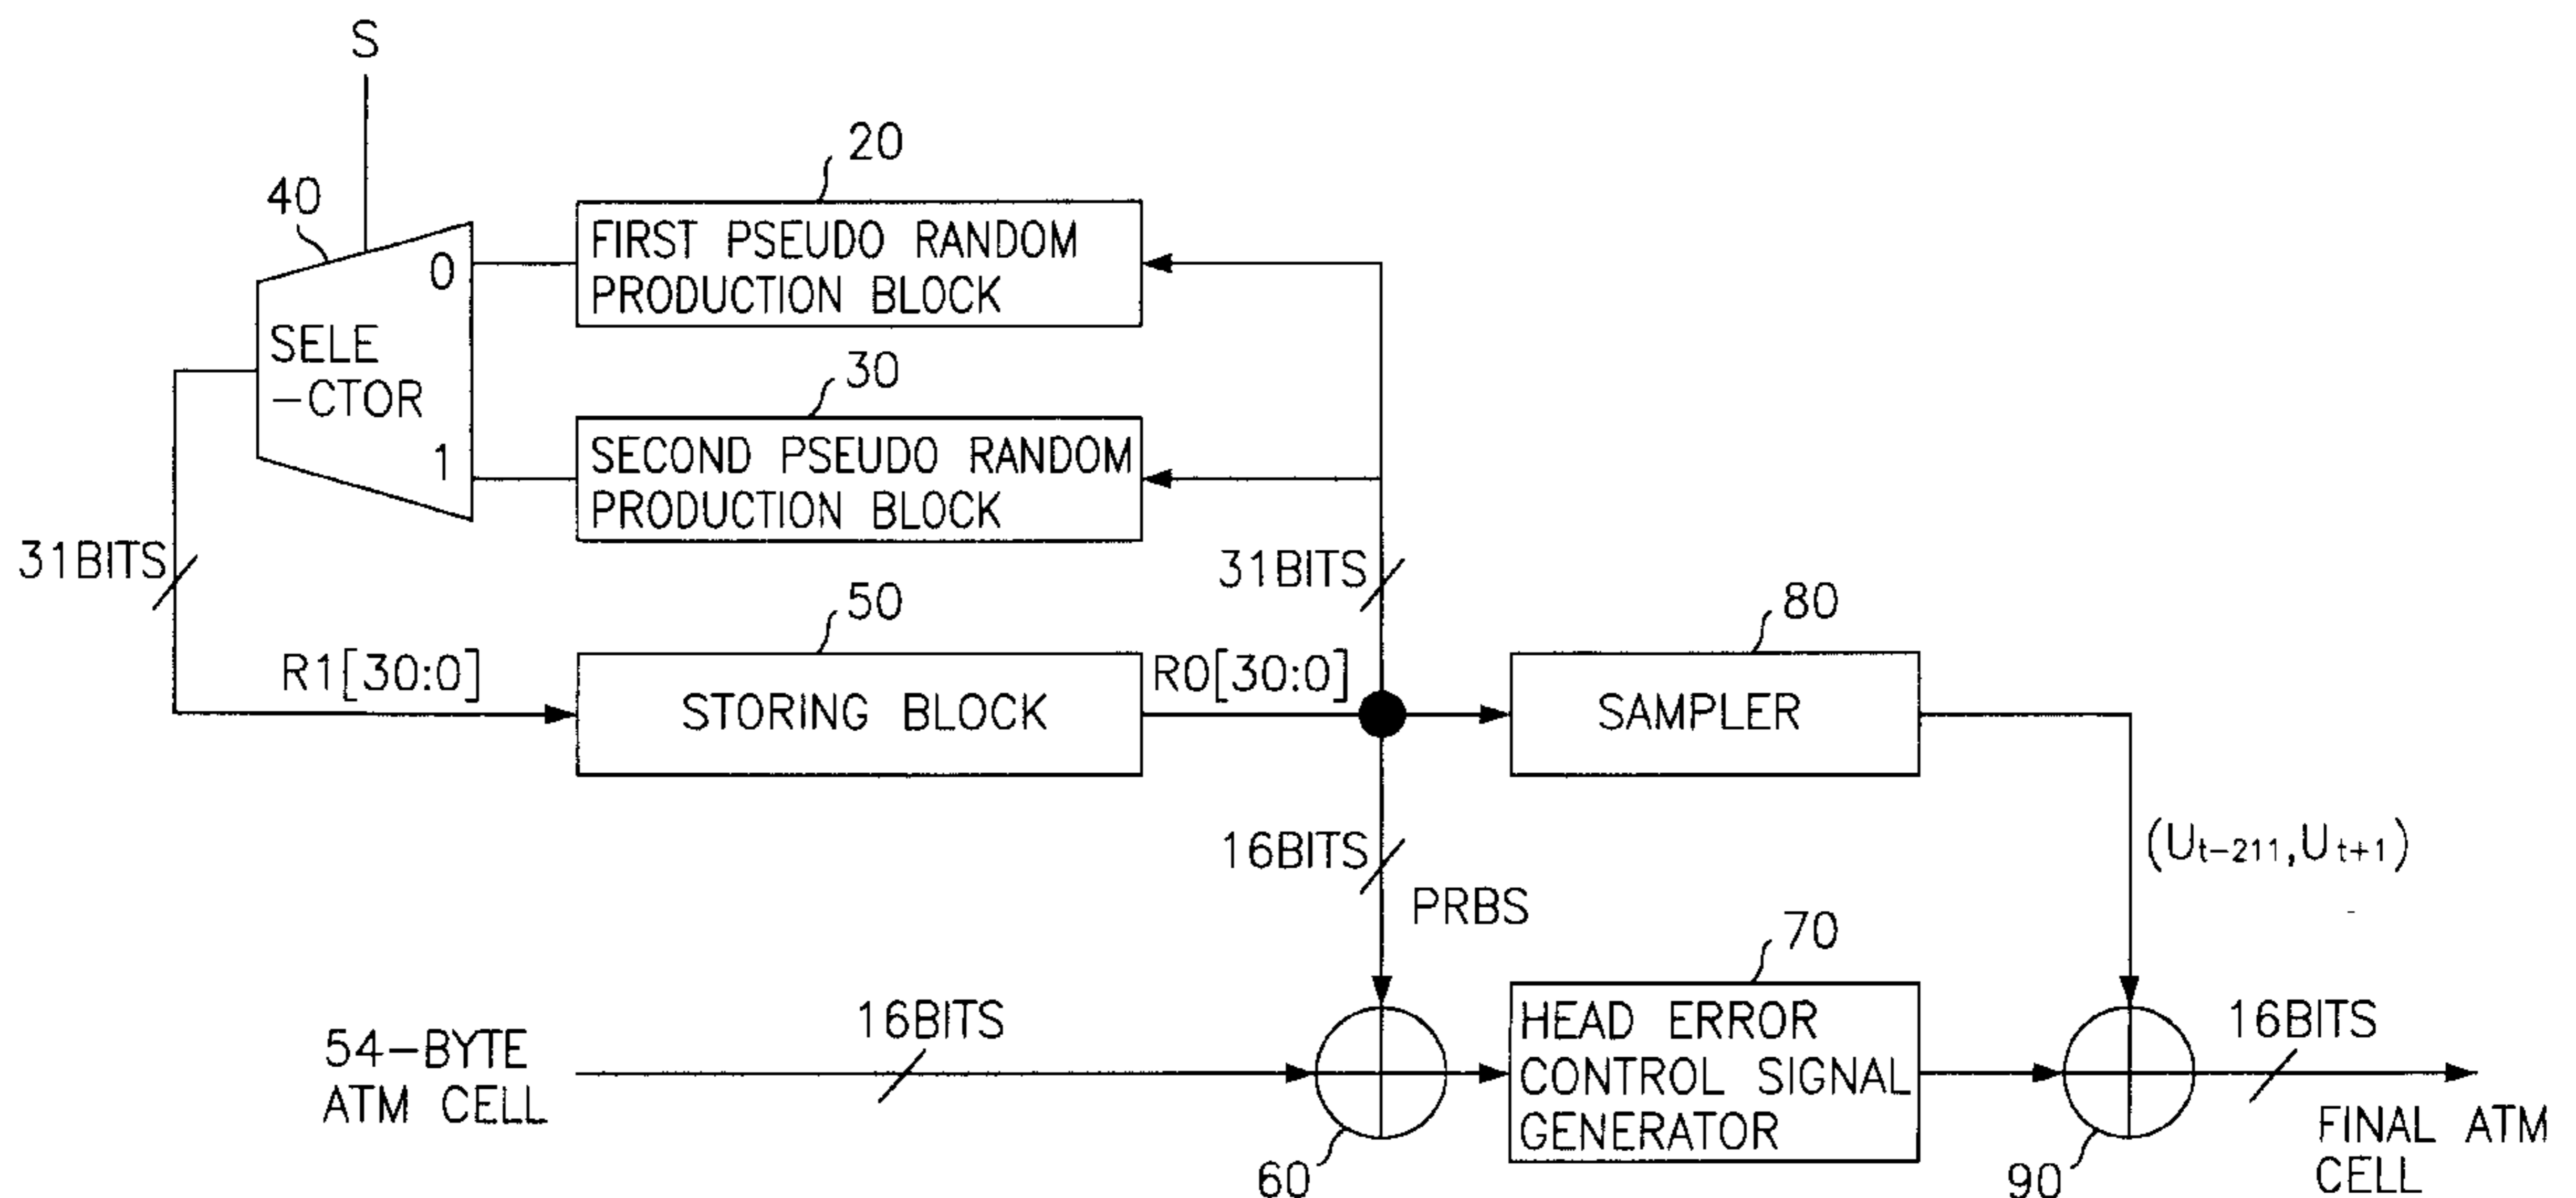 S
20
40
0
FIRST PSEUDO RANDOM
PRODUCTION BLOCK
SELE
-CTOR
30
1
SECOND PSEUDO RANDOM
PRODUCTION BLOCK
31BITS
31BITS
50
80
R1[30:0]
STORING BLOCK
R0[30:0]
SAMPLER
16BITS
(Ut-211,Ut+1)
PRBS
70
16BITS
HEAD ERROR
CONTROL SIGNAL
GENERATOR
16BITS
54-BYTE
ATM CELL
60
90
FINAL ATM
CELL